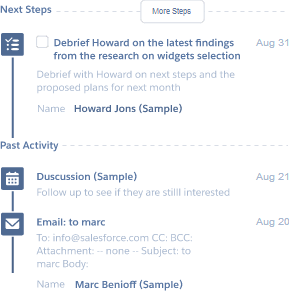 Next Steps
More Steps
Debrief Howard on the latest findings
Aug 31
from the research on widgets selection
Debrief with Howard on next steps and the
proposed plans for next month
Name Howard Jons (Sample)
Past Activity
Duscussion (Sample)
Aug 21
Follow up to see if they are stilll interested
Email: to marc
Aug 20
To: info@salesforce.com CC: BCC:
Attachment: -- none -- Subject: to
marc Body:
Name Marc Benioff (Sample)